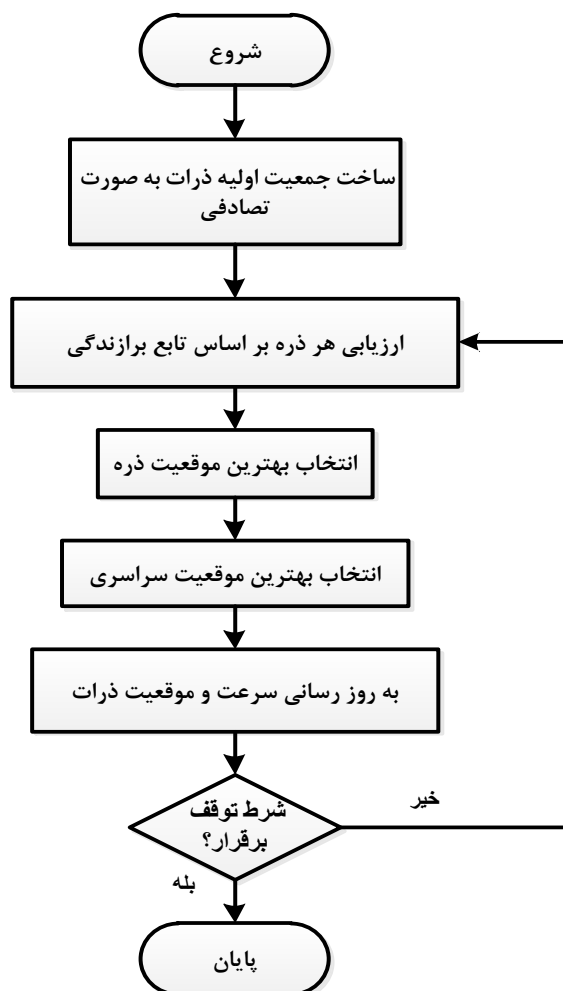 شروع
ساخت جمعیت اولیه ذرات به صورت
تصادفی
ارزیابی هر ذره بر اساس تابع برازندگی
انتخاب بهترین موقعیت ذره
انتخاب بهترین موقعیت سراسری
به روز رسانی سرعت و موقعیت ذرات
شرط توقف
برقرار؟
خیر
بله
پایان